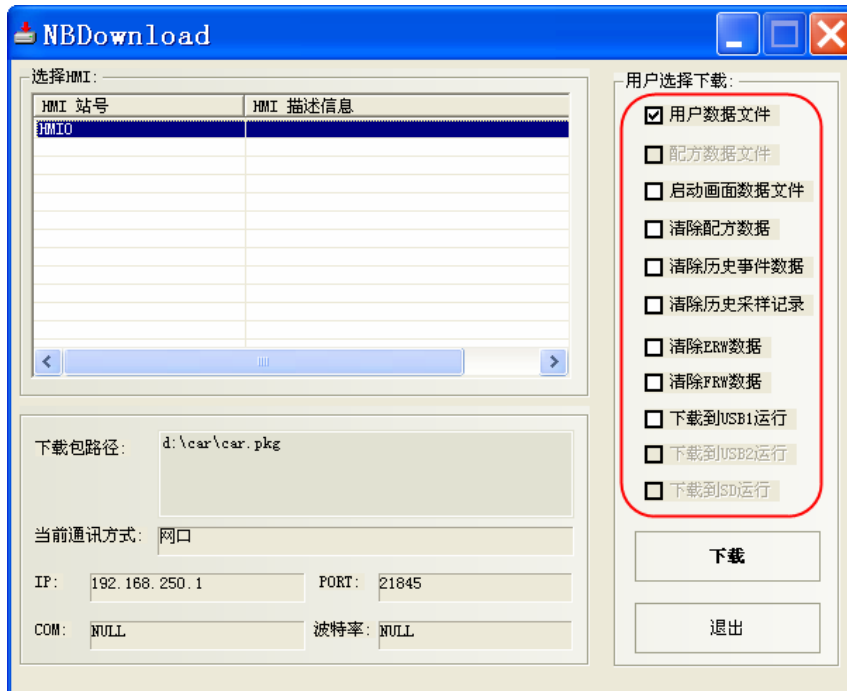 NBDownload
选择HMI:
HMI 站号 HMI 描述信息
HMI0
下载包路径: d:\car\car.pkg
当前通讯方式: 网口
IP: 192.168.250.1 PORT: 21845
COM: NULL 波特率: NULL
用户选择下载:
用户数据文件
配方数据文件
启动画面数据文件
清除配方数据
清除历史事件数据
清除历史采样记录
清除ERW数据
清除FRW数据
下载到USB1运行
下载到USB2运行
下载到SD运行
下载
退出